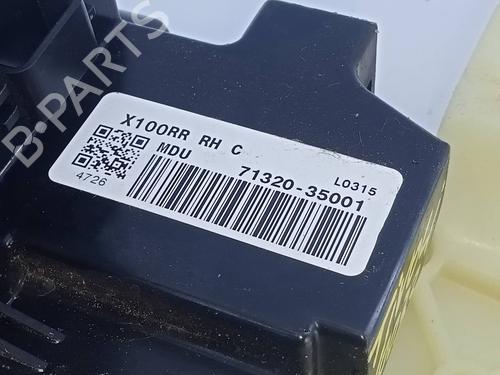 B-PARTS
X100RR RH C
MDU
L0315
71320-35001
4726